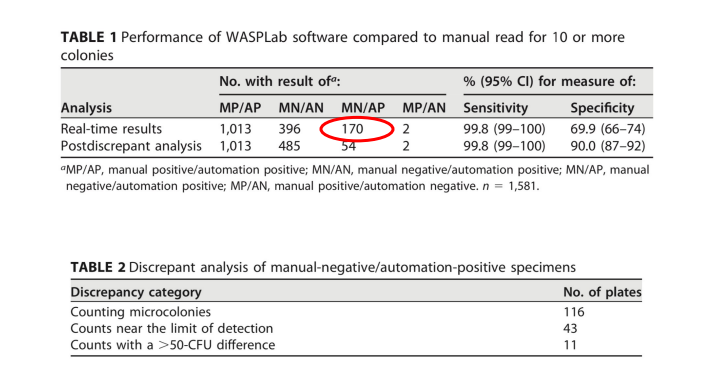 TABLE 1 Performance of WASPLab software compared to manual read for 10 or more
colonies
No. with result ofᵃ: % (95% CI) for measure of:
Analysis MP/AP MN/AN MN/AP MP/AN Sensitivity Specificity
Real-time results 1,013 396 170 2 99.8 (99–100) 69.9 (66–74)
Postdiscrepant analysis 1,013 485 54 2 99.8 (99–100) 90.0 (87–92)
ᵃMP/AP, manual positive/automation positive; MN/AN, manual negative/automation positive; MN/AP, manual
negative/automation positive; MP/AN, manual positive/automation negative. n = 1,581.
TABLE 2 Discrepant analysis of manual-negative/automation-positive specimens
Discrepancy category No. of plates
Counting microcolonies 116
Counts near the limit of detection 43
Counts with a >50-CFU difference 11